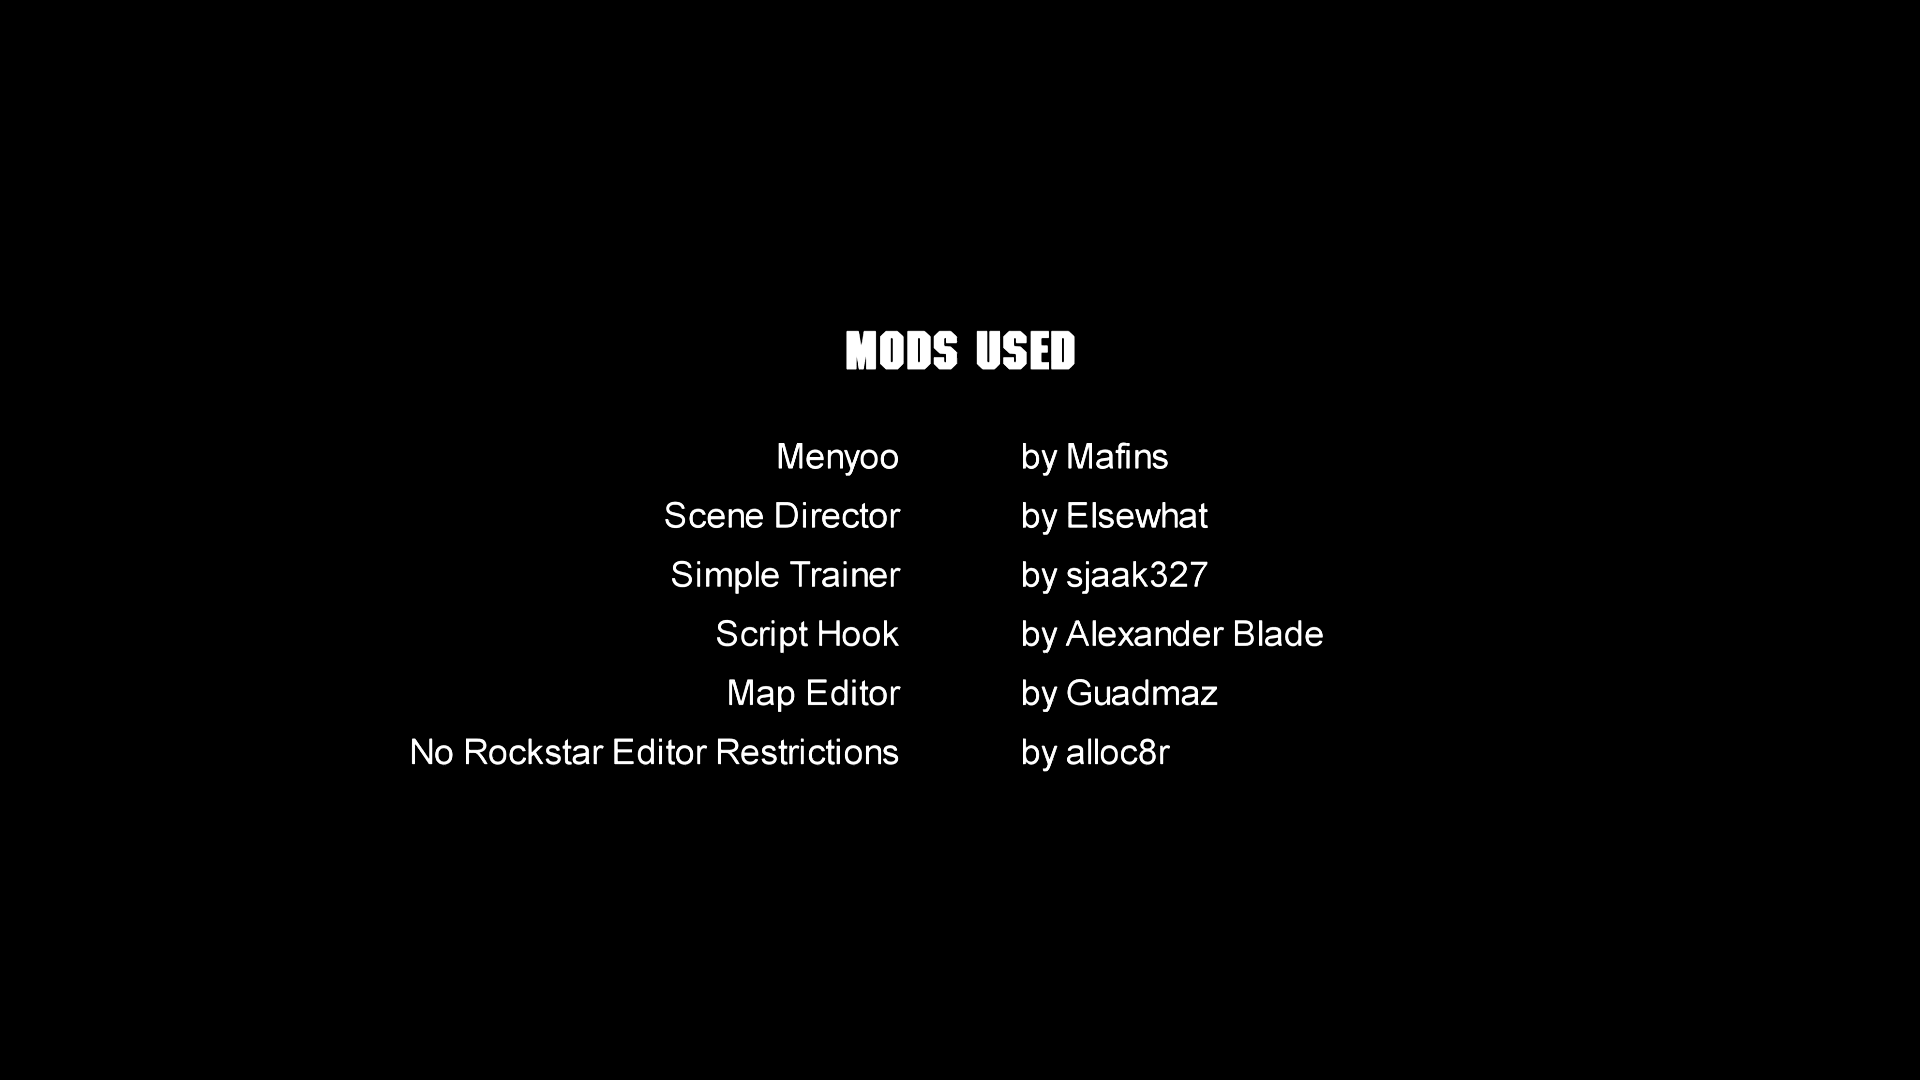 MODS USED
Menyoo by Mafins
Scene Director by Elsewhat
Simple Trainer by sjaak327
Script Hook by Alexander Blade
Map Editor by Guadmaz
No Rockstar Editor Restrictions by alloc8r